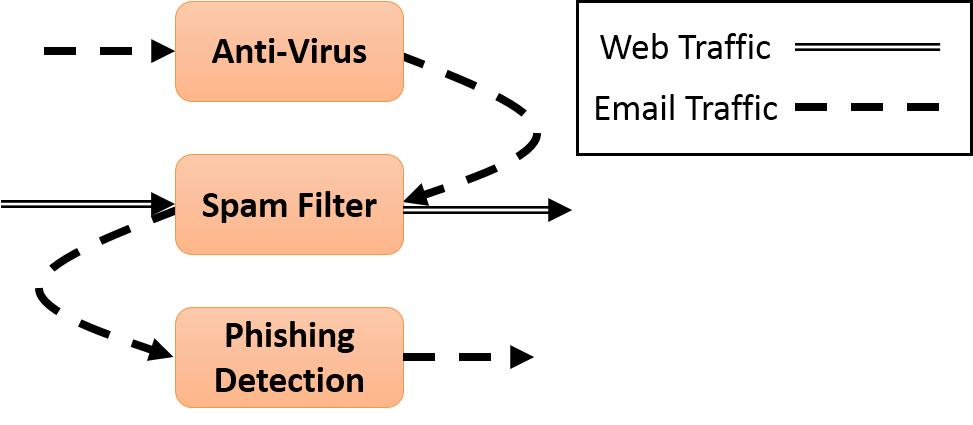 Anti-Virus
Web Traffic
Email Traffic
Spam Filter
Phishing
Detection